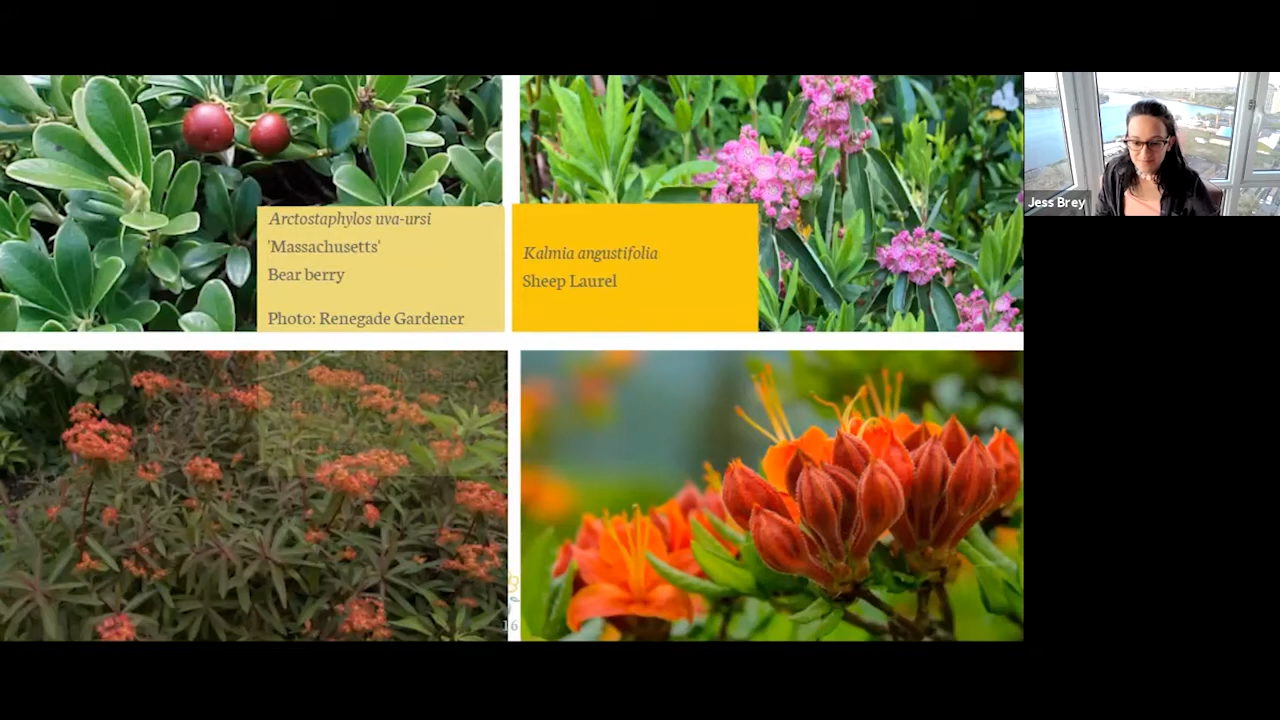 Jess Brey
Arctostaphylos uva-ursi
'Massachusetts'
Bear berry
Photo: Renegade Gardener
Kalmia angustifolia
Sheep Laurel